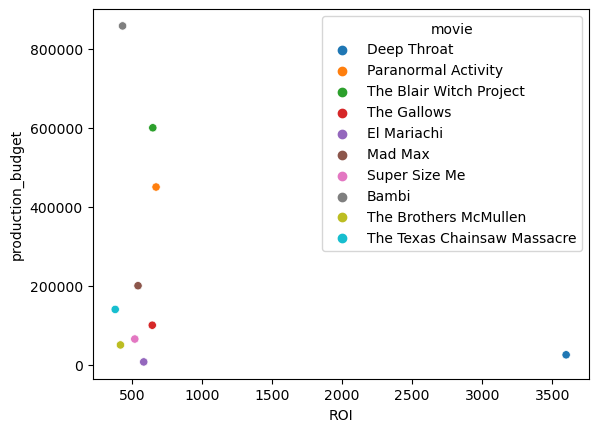 production_budget
800000
600000
400000
200000
0
500
1000
1500
2000
2500
3000
3500
ROI
movie
Deep Throat
Paranormal Activity
The Blair Witch Project
The Gallows
El Mariachi
Mad Max
Super Size Me
Bambi
The Brothers McMullen
The Texas Chainsaw Massacre